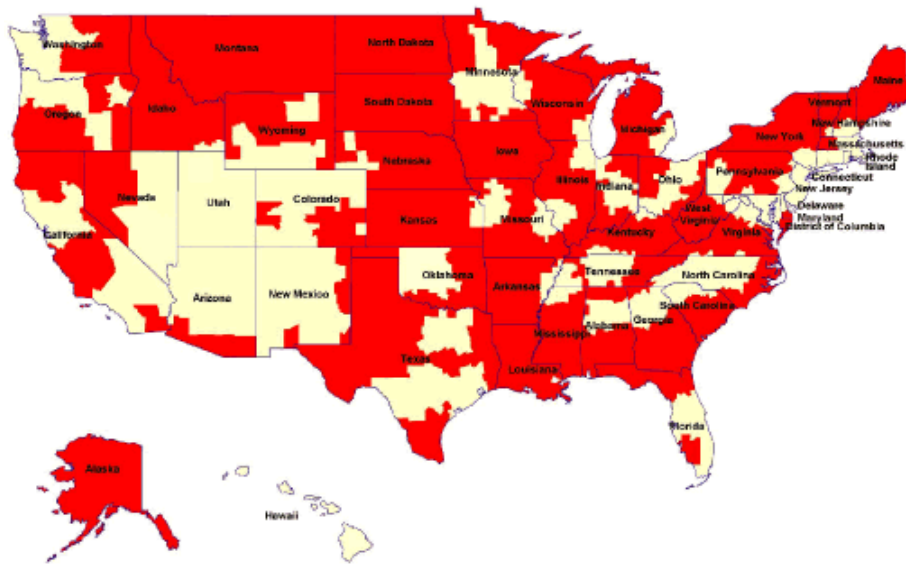 Washington
Montana
North Dakota
Minnesota
Maine
Oregon
Idaho
Wyoming
South Dakota
Wisconsin
Michigan
Vermont
New Hampshire
New York
Massachusetts
Rhode
Island
Connecticut
Nebraska
Iowa
Illinois
Indiana
Ohio
Pennsylvania
New Jersey
Nevada
Utah
Colorado
Kansas
Missouri
Kentucky
West
Virginia
Virginia
Delaware
Maryland
District of Columbia
California
Arizona
New Mexico
Oklahoma
Arkansas
Tennessee
North Carolina
South Carolina
Mississippi
Alabama
Georgia
Texas
Louisiana
Florida
Alaska
Hawaii